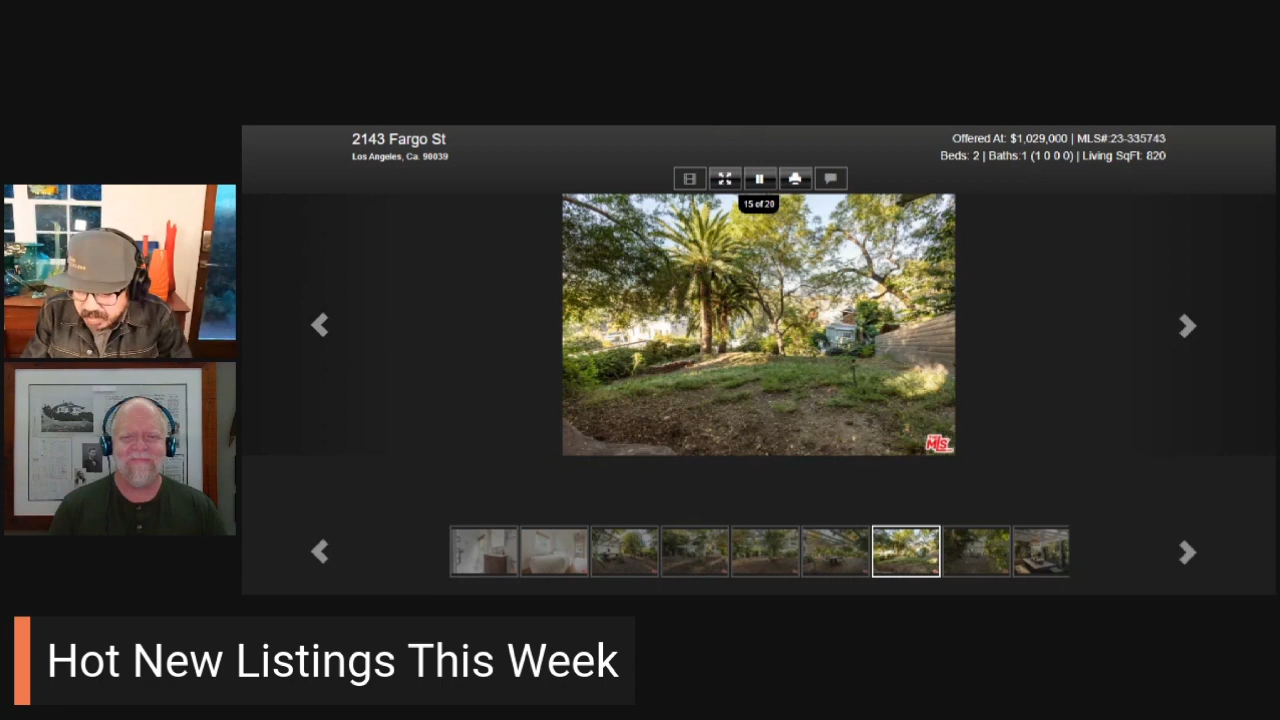 2143 Fargo St
Los Angeles, Ca. 90039
Offered At: $1,029,000 | MLS#:23-335743
Beds: 2 | Baths:1 (1 0 0 0) | Living SqFt: 820
15 of 20
THE MLS
Hot New Listings This Week